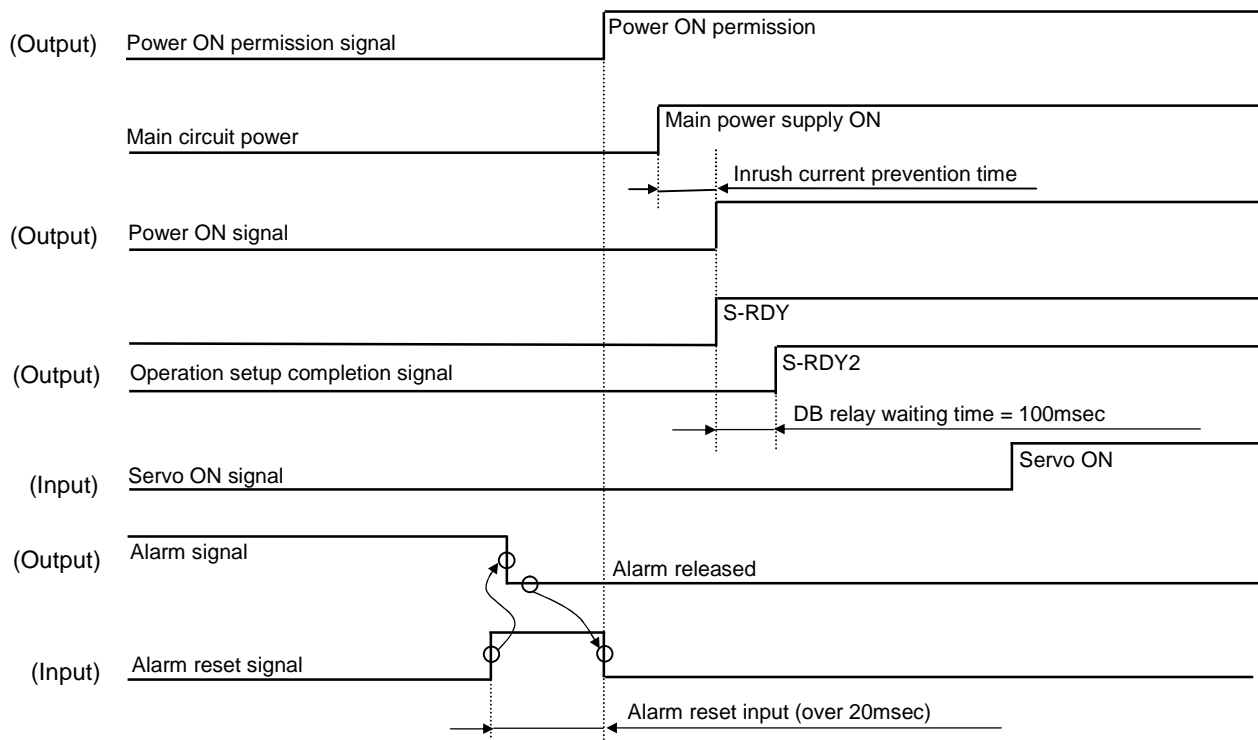 Power ON permission
(Output) Power ON permission signal
Main power supply ON
Main circuit power
Inrush current prevention time
(Output) Power ON signal
S-RDY
S-RDY2
(Output) Operation setup completion signal
DB relay waiting time = 100msec
Servo ON
(Input) Servo ON signal
(Output) Alarm signal
Alarm released
(Input) Alarm reset signal
Alarm reset input (over 20msec)